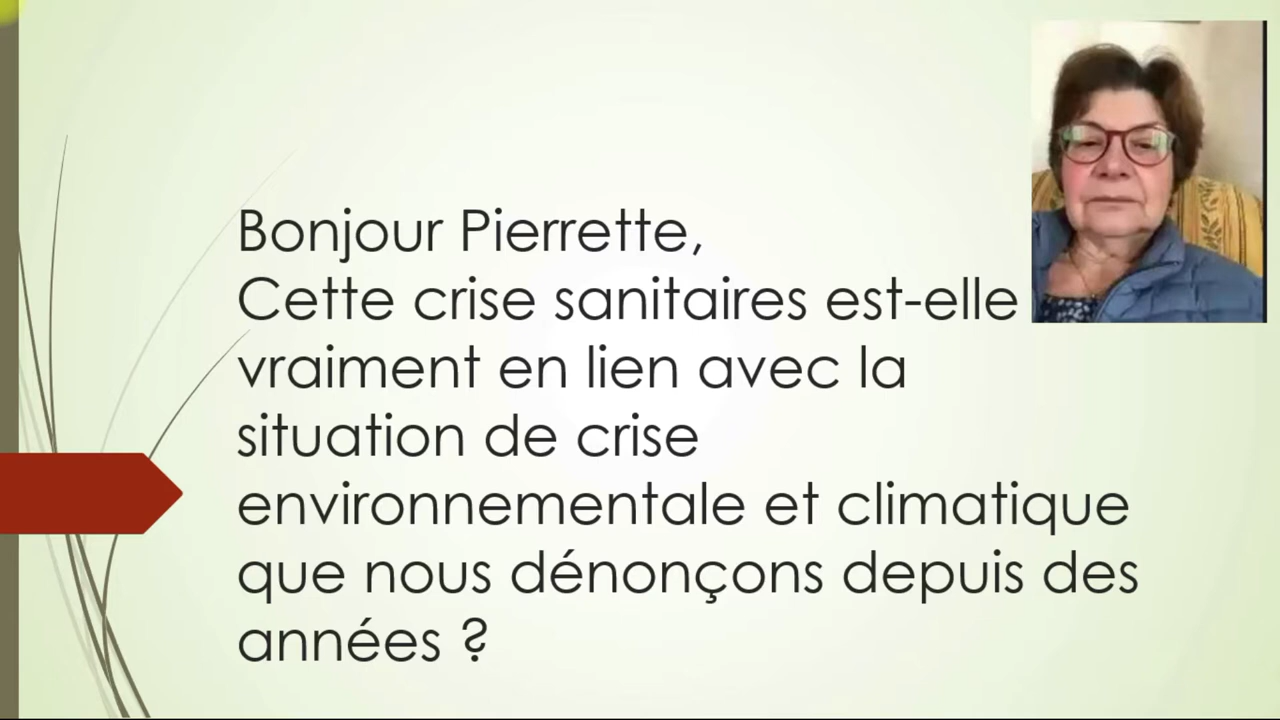 Bonjour Pierrette,
Cette crise sanitaires est-elle
vraiment en lien avec la
situation de crise
environnementale et climatique
que nous dénonçons depuis des
années ?